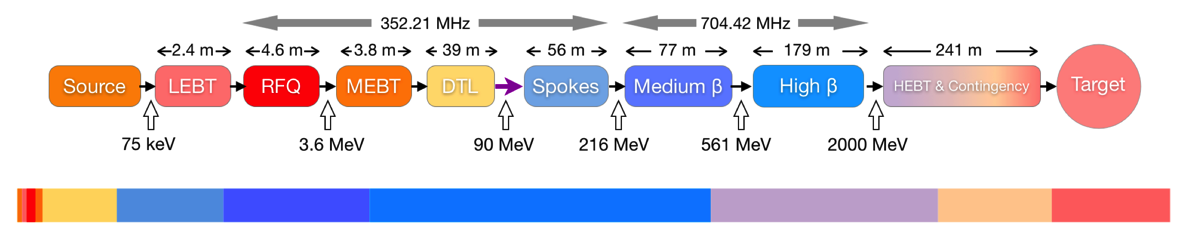 352.21 MHz 704.42 MHz
2.4 m 4.6 m 3.8 m 39 m 56 m 77 m 179 m 241 m
Source LEBT RFQ MEBT DTL Spokes Medium β High β HEBT & Contingency Target
75 keV 3.6 MeV 90 MeV 216 MeV 561 MeV 2000 MeV